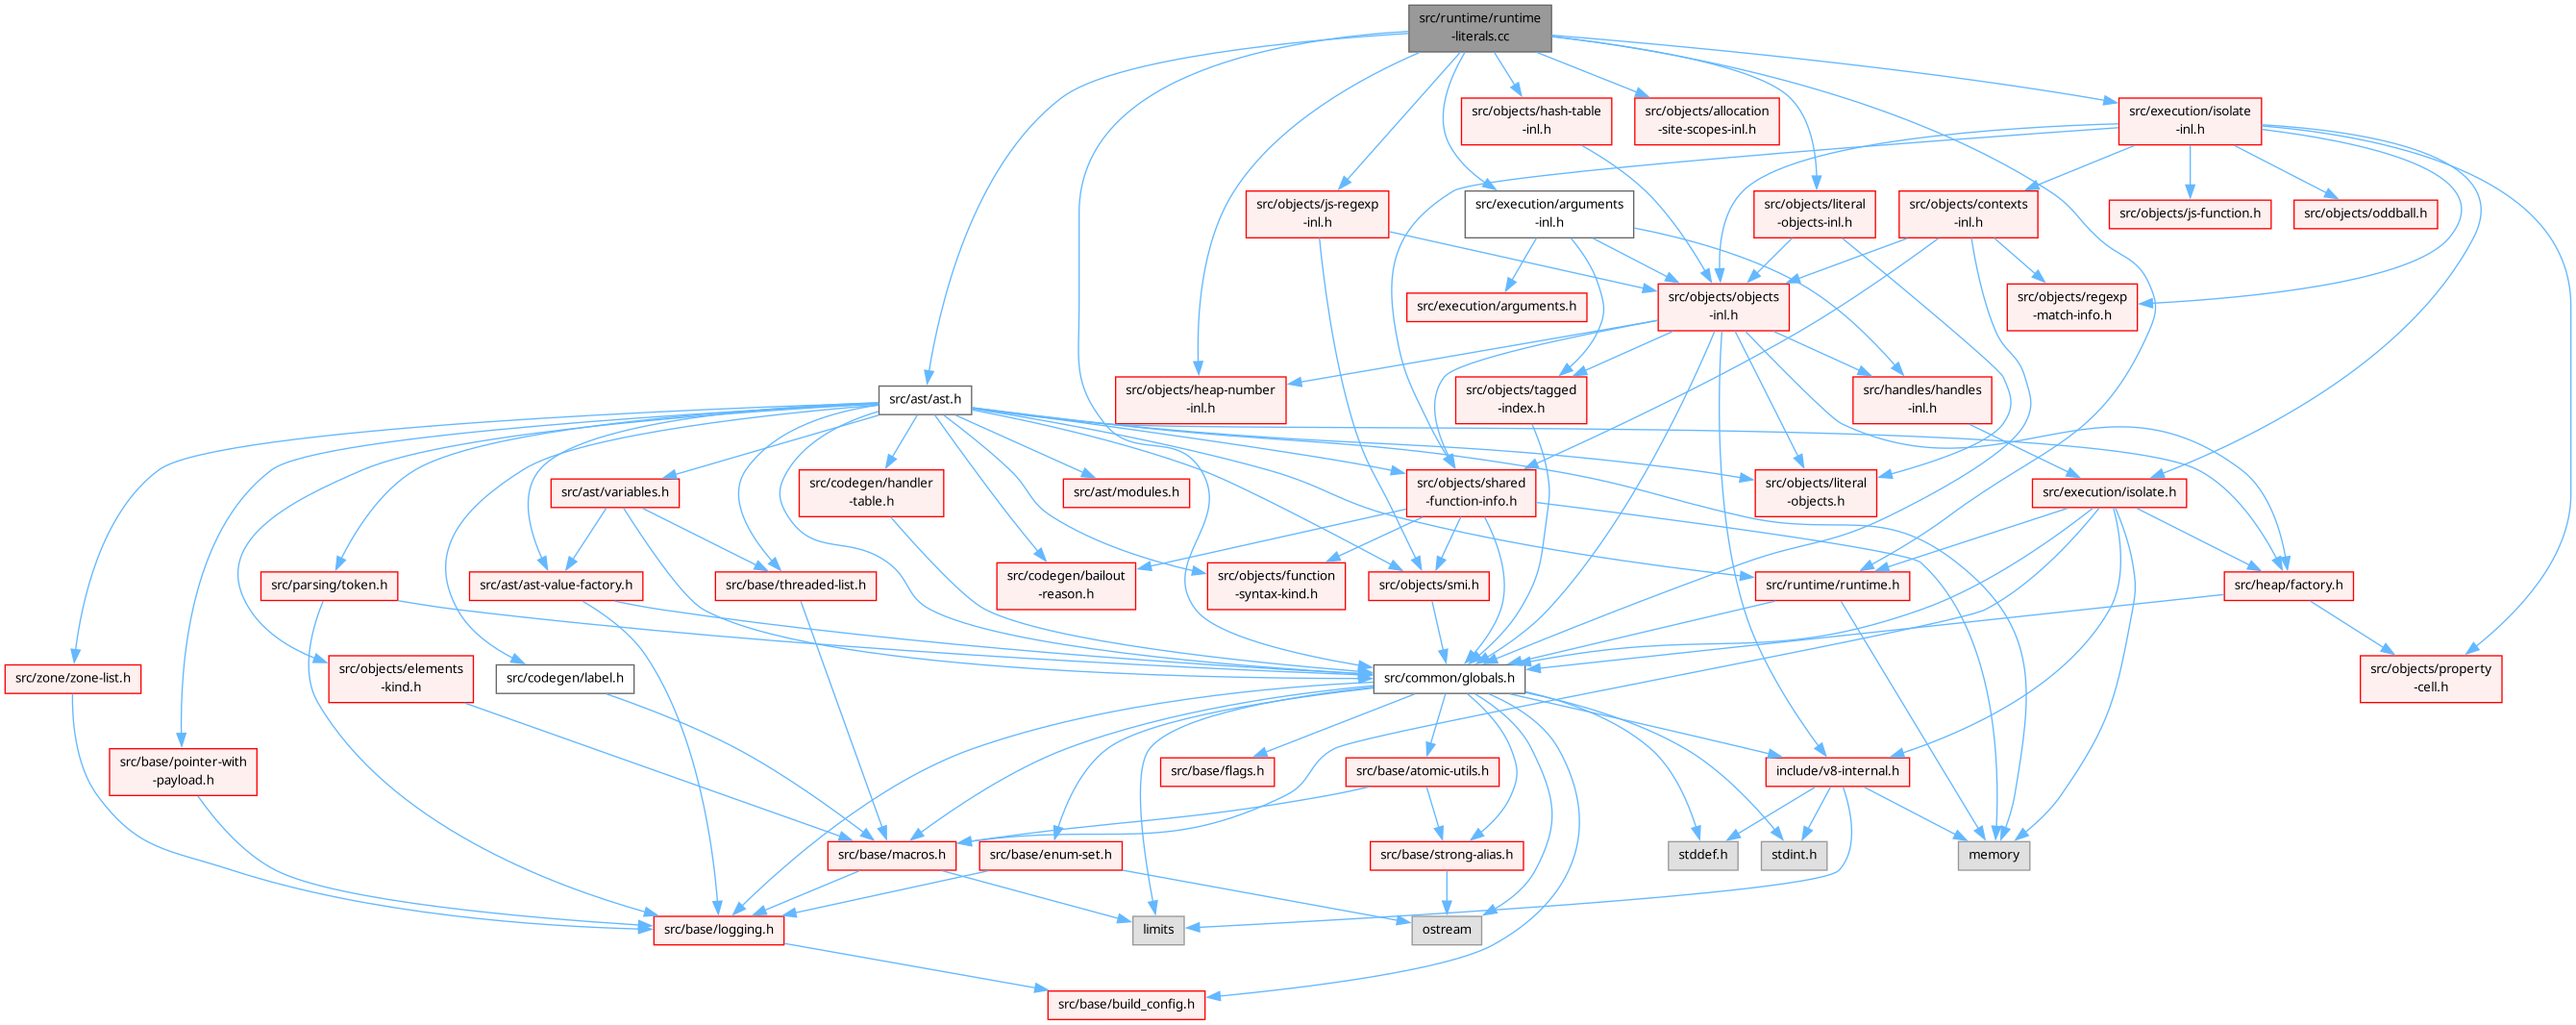 src/runtime/runtime
-literals.cc
src/objects/hash-table
-inl.h
src/objects/allocation
-site-scopes-inl.h
src/execution/isolate
-inl.h
src/objects/js-regexp
-inl.h
src/execution/arguments
-inl.h
src/objects/literal
-objects-inl.h
src/objects/contexts
-inl.h
src/objects/js-function.h
src/objects/oddball.h
src/execution/arguments.h
src/objects/objects
-inl.h
src/objects/regexp
-match-info.h
src/ast/ast.h
src/objects/heap-number
-inl.h
src/objects/tagged
-index.h
src/handles/handles
-inl.h
src/ast/variables.h
src/codegen/handler
-table.h
src/ast/modules.h
src/objects/shared
-function-info.h
src/objects/literal
-objects.h
src/execution/isolate.h
src/parsing/token.h
src/ast/ast-value-factory.h
src/base/threaded-list.h
src/codegen/bailout
-reason.h
src/objects/function
-syntax-kind.h
src/objects/smi.h
src/runtime/runtime.h
src/heap/factory.h
src/zone/zone-list.h
src/objects/elements
-kind.h
src/codegen/label.h
src/common/globals.h
src/objects/property
-cell.h
src/base/pointer-with
-payload.h
src/base/flags.h
src/base/atomic-utils.h
include/v8-internal.h
src/base/macros.h
src/base/enum-set.h
src/base/strong-alias.h
stddef.h
stdint.h
memory
src/base/logging.h
limits
ostream
src/base/build_config.h